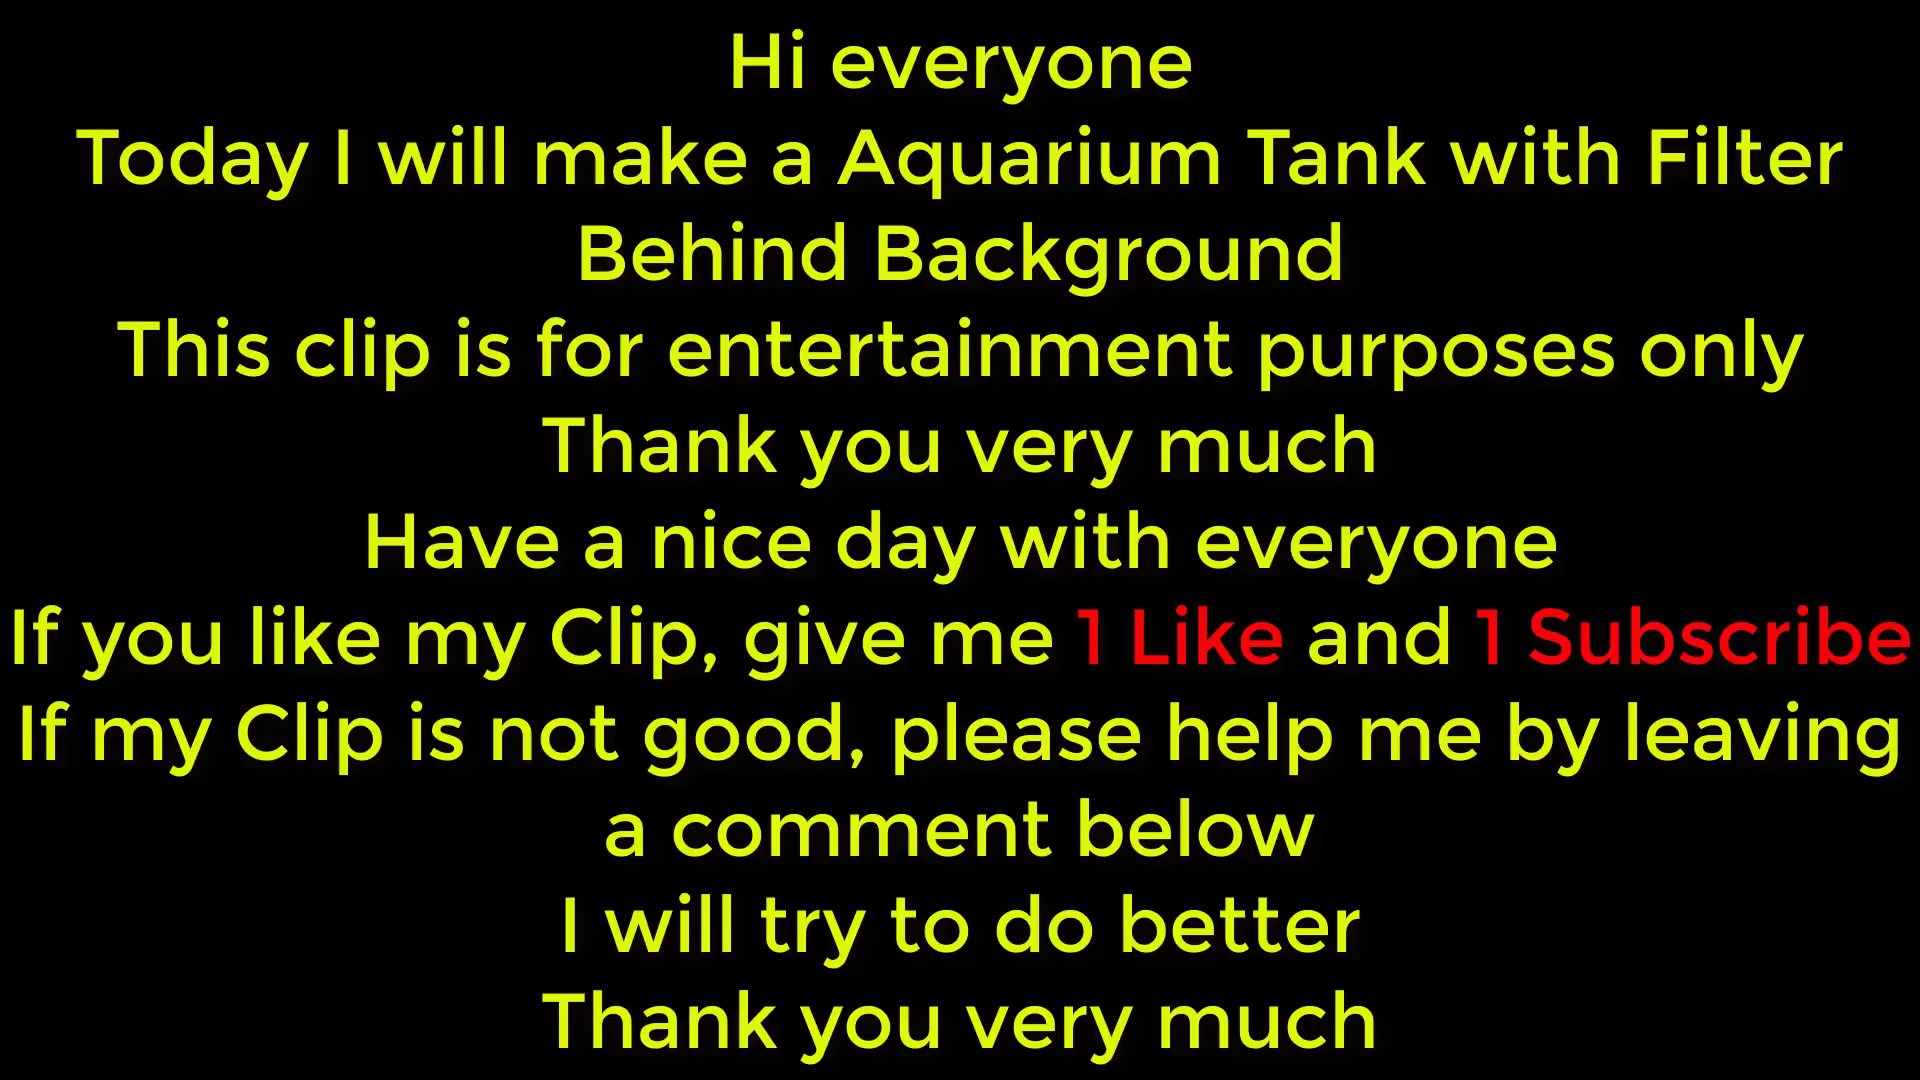 Hi everyone
Today I will make a Aquarium Tank with Filter
Behind Background
This clip is for entertainment purposes only
Thank you very much
Have a nice day with everyone
If you like my Clip, give me 1 Like and 1 Subscribe
If my Clip is not good, please help me by leaving
a comment below
I will try to do better
Thank you very much